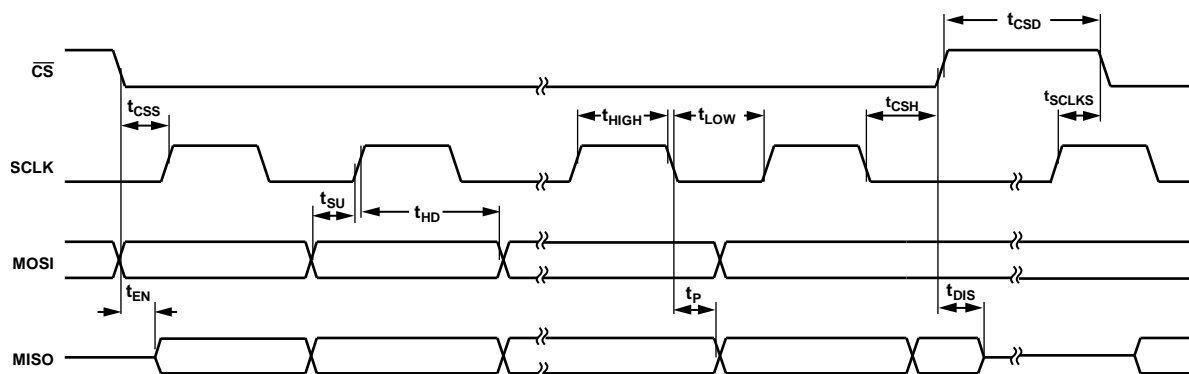 tCSD
CS
tCSS
tHIGH
tLOW
tCSH
tSCLKS
SCLK
tSU
tHD
MOSI
tEN
tP
tDIS
MISO